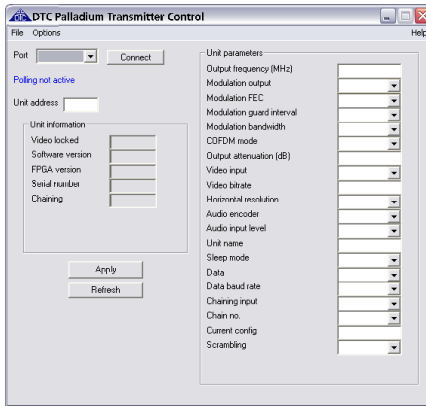 DTC Palladium Transmitter Control
File Options Help
Port Connect
Polling not active
Unit address
Unit information
Video locked
Software version
FPGA version
Serial number
Chaining
Apply
Refresh
Unit parameters
Output frequency (MHz)
Modulation output
Modulation FEC
Modulation guard interval
Modulation bandwidth
COFDM mode
Output attenuation (dB)
Video input
Video bitrate
Horizontal resolution
Audio encoder
Audio input level
Unit name
Sleep mode
Data
Data baud rate
Chaining input
Chain no.
Current config
Scrambling